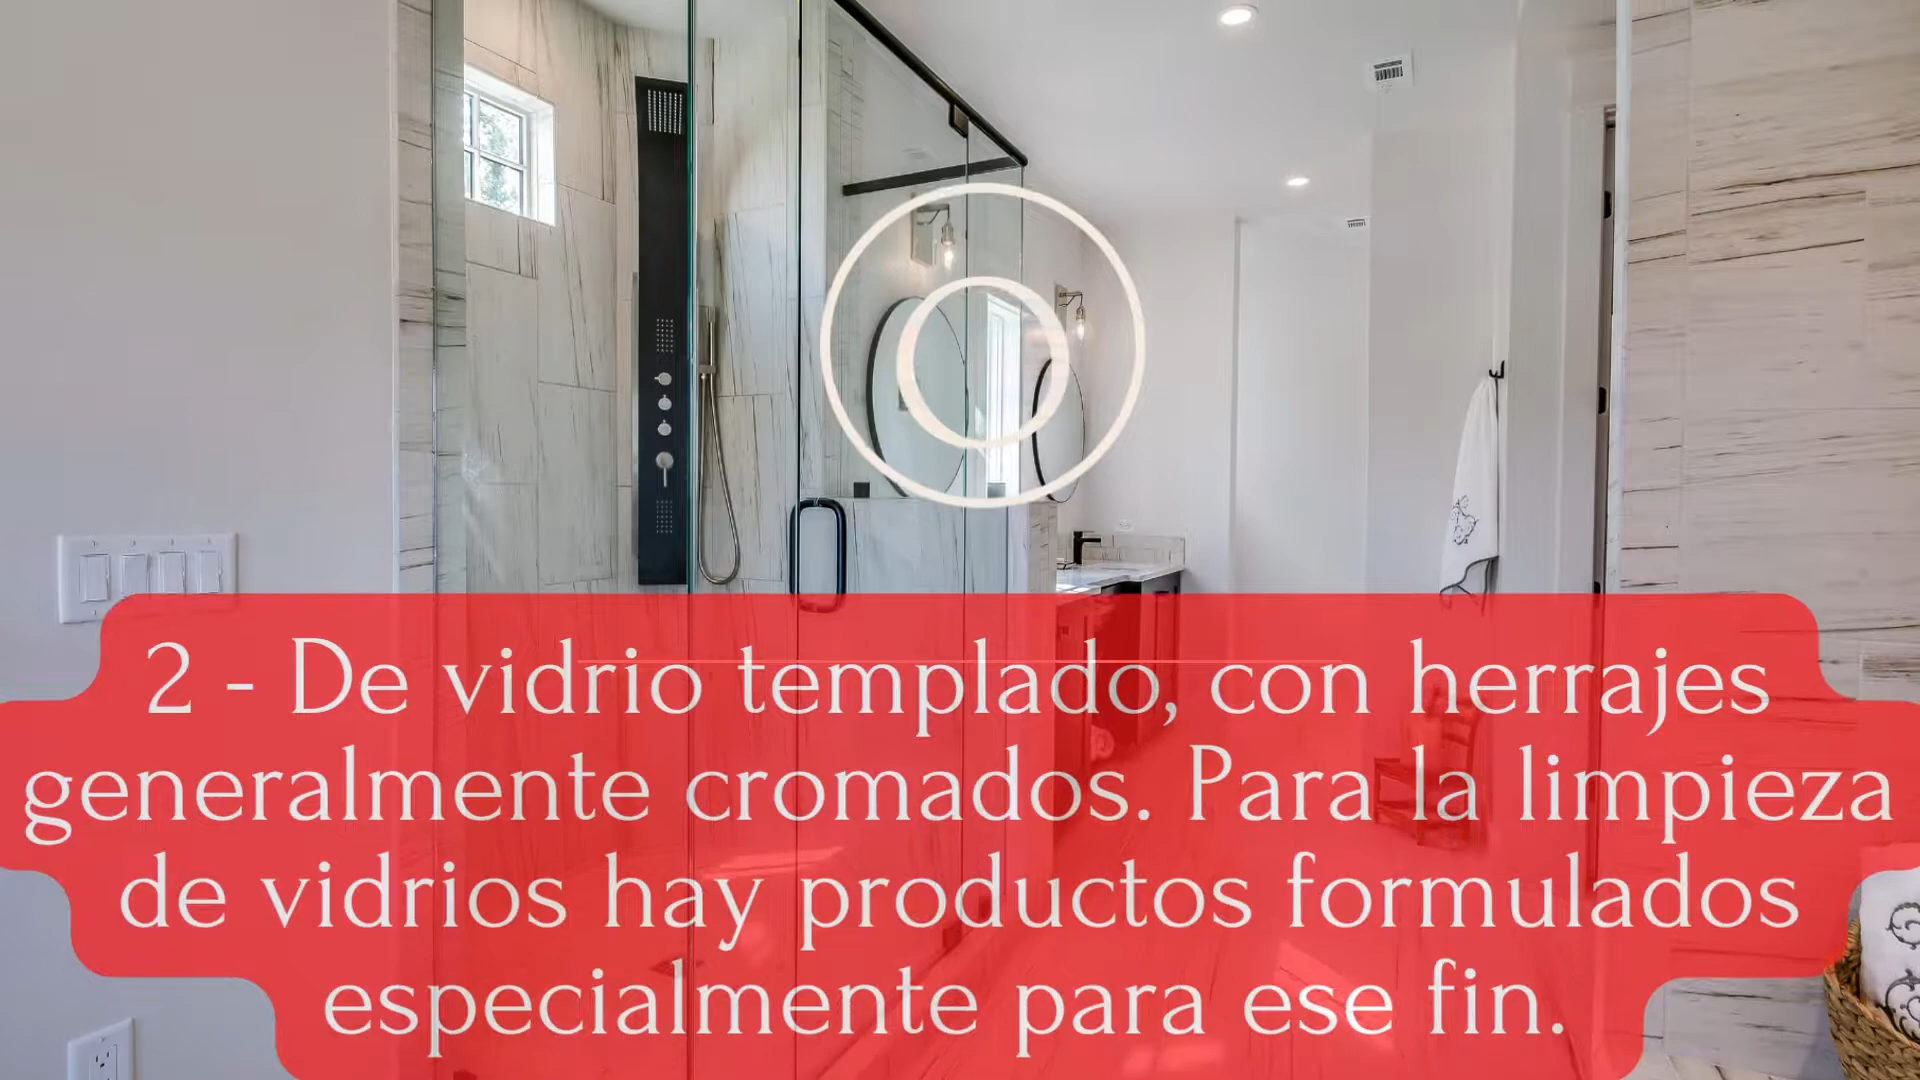 2 - De vidrio templado, con herrajes
generalmente cromados. Para la limpieza
de vidrios hay productos formulados
especialmente para ese fin.